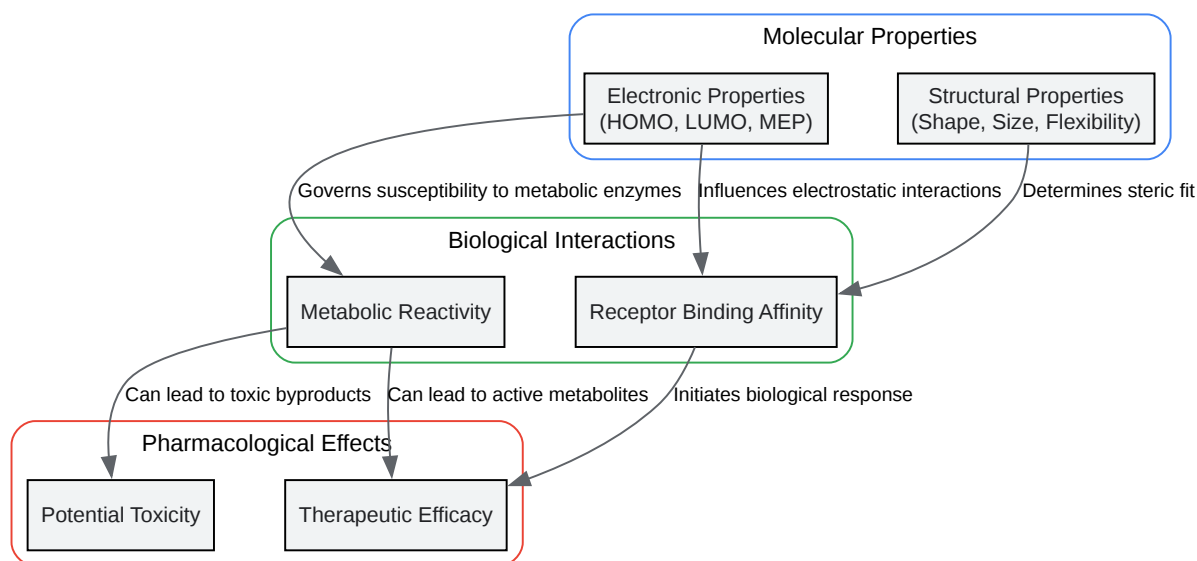 Molecular Properties
Electronic Properties
(HOMO, LUMO, MEP)
Structural Properties
(Shape, Size, Flexibility)
Governs susceptibility to metabolic enzymes
Influences electrostatic interactions
Determines steric fit
Biological Interactions
Metabolic Reactivity
Receptor Binding Affinity
Can lead to toxic byproducts
Can lead to active metabolites
Initiates biological response
Pharmacological Effects
Potential Toxicity
Therapeutic Efficacy